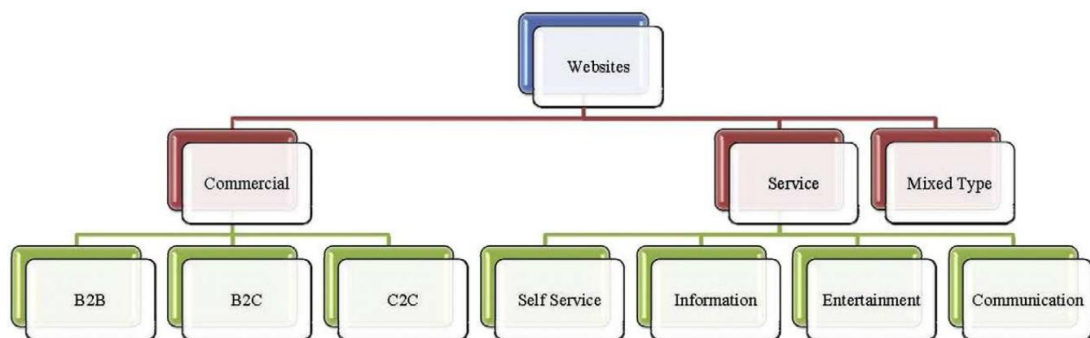 Websites
Commercial
Service
Mixed Type
B2B
B2C
C2C
Self Service
Information
Entertainment
Communication